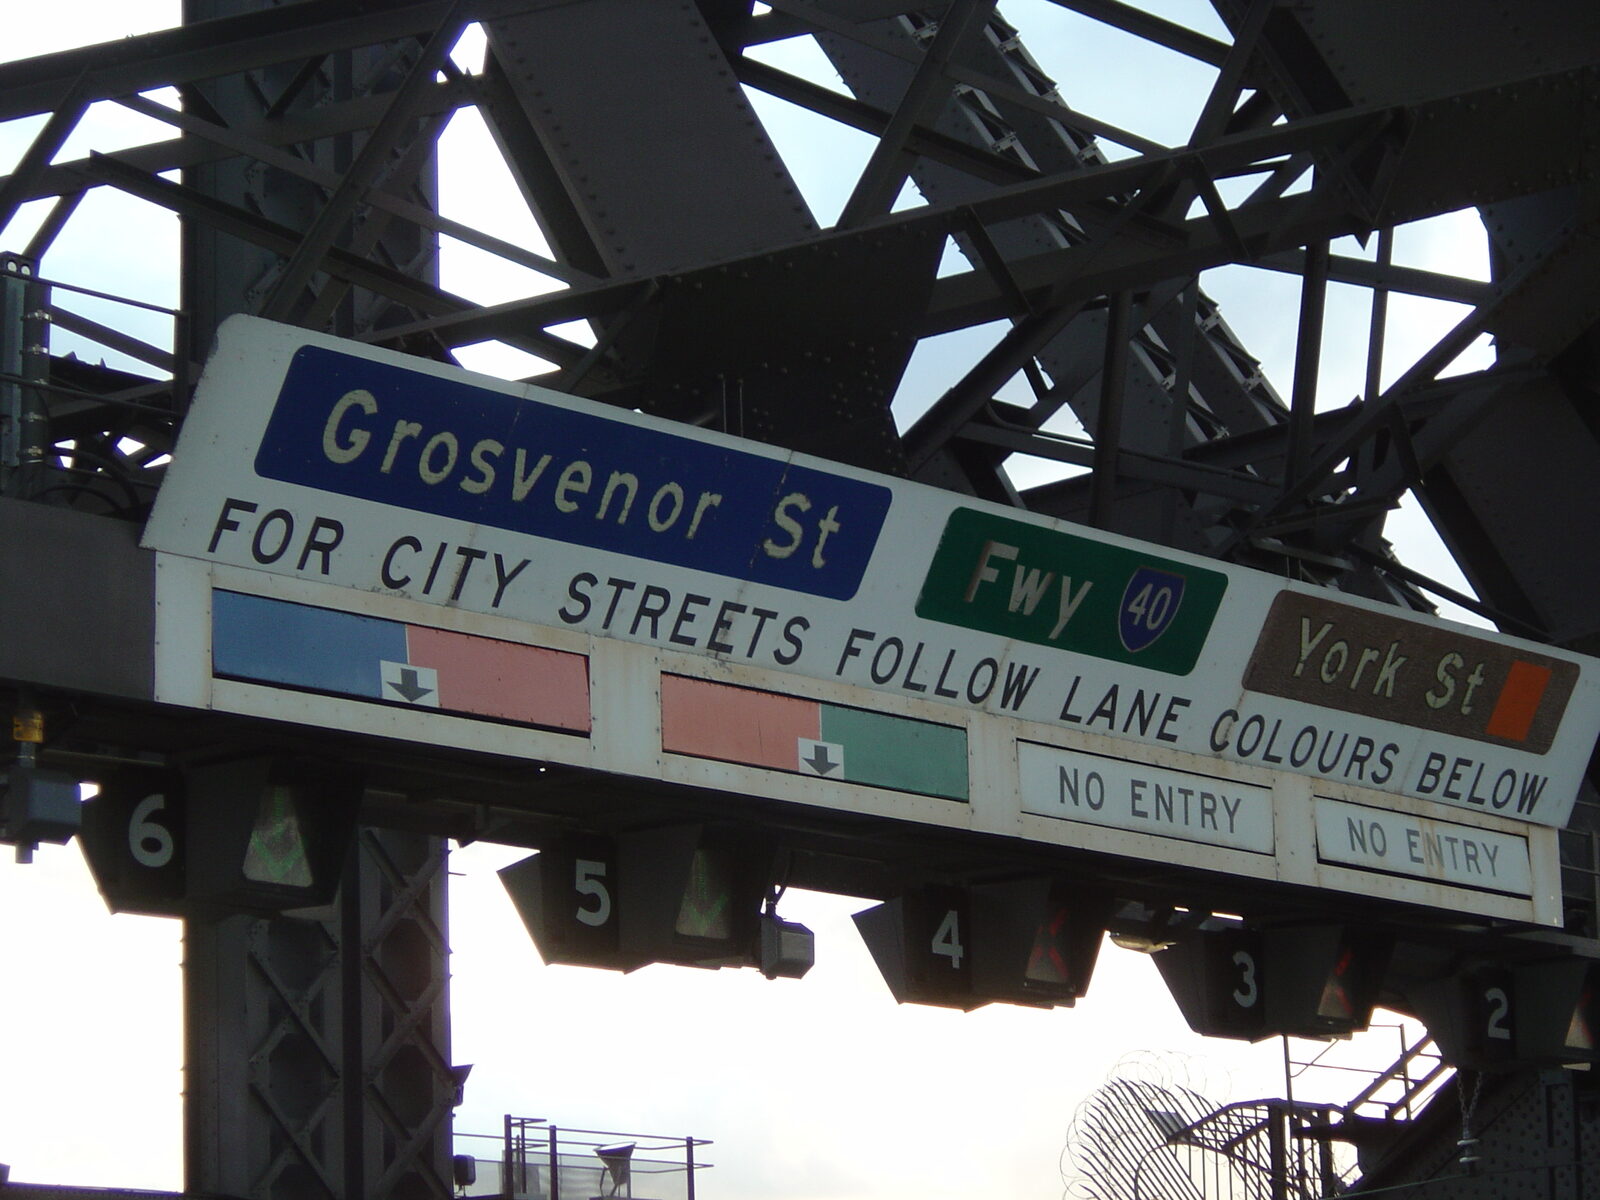 Grosvenor St
Fwy 40
York St
FOR CITY STREETS FOLLOW LANE COLOURS BELOW
NO ENTRY
NO ENTRY
6
5
4
3
2